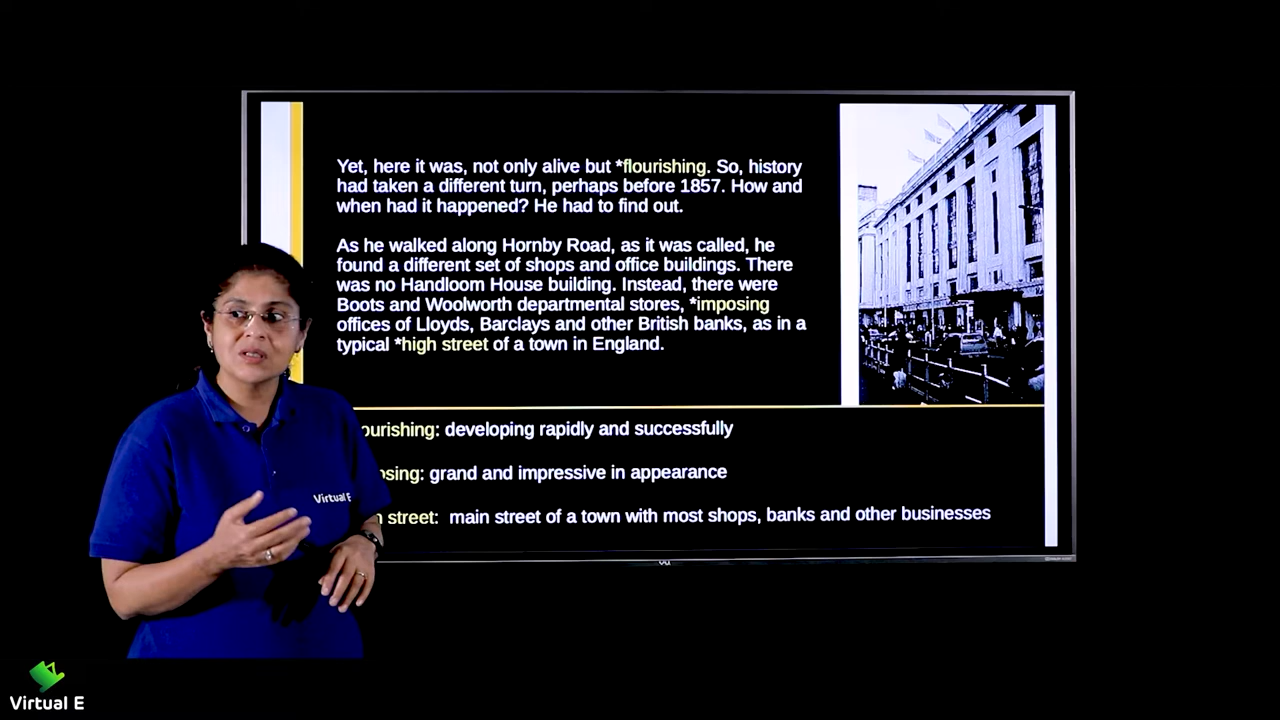 Yet, here it was, not only alive but *flourishing. So, history
had taken a different turn, perhaps before 1857. How and
when had it happened? He had to find out.
As he walked along Hornby Road, as it was called, he
found a different set of shops and office buildings. There
was no Handloom House building. Instead, there were
Boots and Woolworth departmental stores, *imposing
offices of Lloyds, Barclays and other British banks, as in a
typical *high street of a town in England.
ourishing: developing rapidly and successfully
osing: grand and impressive in appearance
street: main street of a town with most shops, banks and other businesses
Virtual E
vu
Virtual E